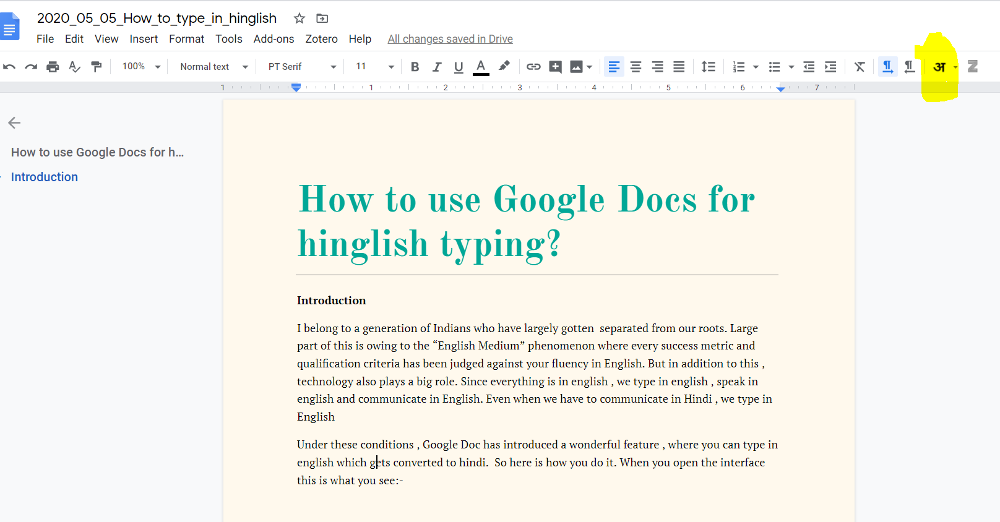 2020_05_05_How_to_type_in_hinglish
File Edit View Insert Format Tools Add-ons Zotero Help All changes saved in Drive
100% Normal text PT Serif 11 B I U A अ Z
1 1 2 3 4 5 6 7
How to use Google Docs for h...
Introduction
How to use Google Docs for
hinglish typing?
Introduction
I belong to a generation of Indians who have largely gotten  separated from our roots. Large
part of this is owing to the “English Medium” phenomenon where every success metric and
qualification criteria has been judged against your fluency in English. But in addition to this ,
technology also plays a big role. Since everything is in english , we type in english , speak in
english and communicate in English. Even when we have to communicate in Hindi , we type in
English
Under these conditions , Google Doc has introduced a wonderful feature , where you can type in
english which gets converted to hindi.  So here is how you do it. When you open the interface
this is what you see:-